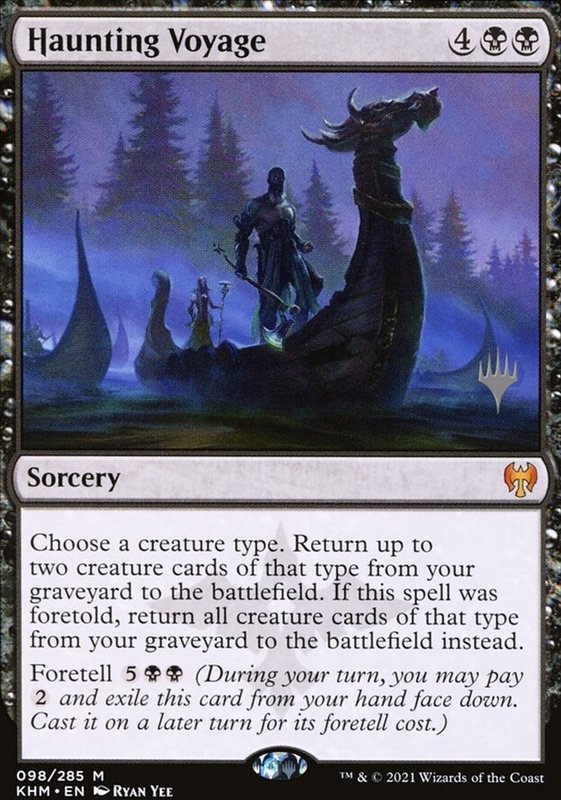 Haunting Voyage 4
Sorcery
Choose a creature type. Return up to
two creature cards of that type from your
graveyard to the battlefield. If this spell was
foretold, return all creature cards of that type
from your graveyard to the battlefield instead.
Foretell 5 (During your turn, you may pay
2 and exile this card from your hand face down.
Cast it on a later turn for its foretell cost.)
098/285 M
KHM • EN Ryan Yee
™ & © 2021 Wizards of the Coast